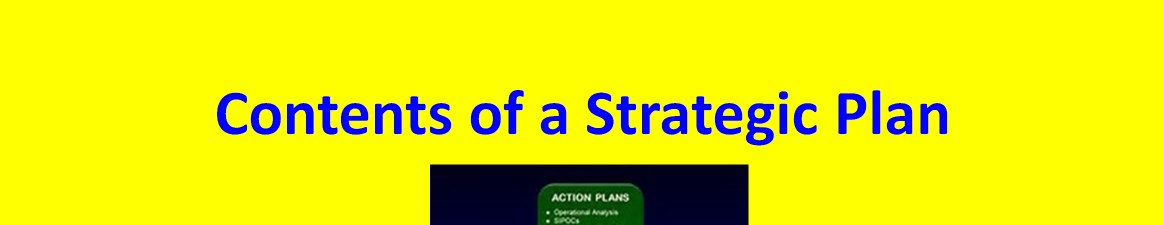 Contents of a Strategic Plan
ACTION PLANS
• Operational Analysis
• SIPOCs